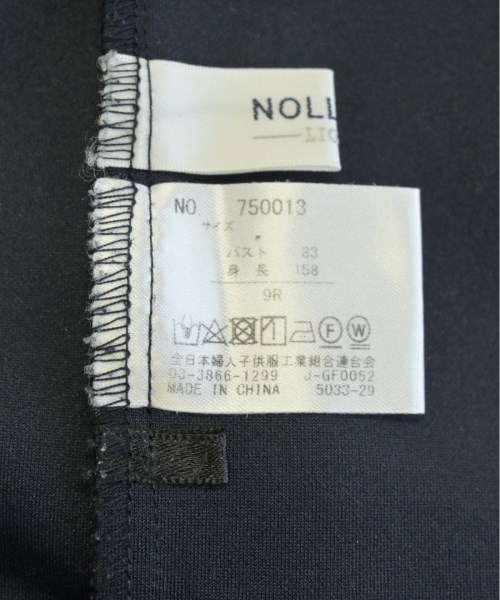 NOLL
LIG
NO 750013
サイズ
バスト 83
身長 158
9R
F W
全日本婦人子供服工業組合連合会
03-3866-1299 J-GF0052
MADE IN CHINA 5033-29